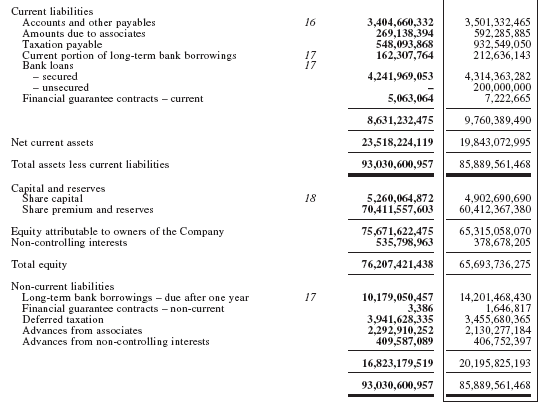 Current liabilities
Accounts and other payables 16 3,404,660,332 3,501,332,465
Amounts due to associates 269,138,394 592,285,885
Taxation payable 548,093,868 932,549,050
Current portion of long-term bank borrowings 17 162,307,764 212,636,143
Bank loans 17
– secured 4,241,969,053 4,314,363,282
– unsecured – 200,000,000
Financial guarantee contracts – current 5,063,064 7,222,665
8,631,232,475 9,760,389,490
Net current assets 23,518,224,119 19,843,072,995
Total assets less current liabilities 93,030,600,957 85,889,561,468
Capital and reserves
Share capital 18 5,260,064,872 4,902,690,690
Share premium and reserves 70,411,557,603 60,412,367,380
Equity attributable to owners of the Company 75,671,622,475 65,315,058,070
Non-controlling interests 535,798,963 378,678,205
Total equity 76,207,421,438 65,693,736,275
Non-current liabilities
Long-term bank borrowings – due after one year 17 10,179,050,457 14,201,468,430
Financial guarantee contracts – non-current 3,386 1,646,817
Deferred taxation 3,941,628,335 3,455,680,365
Advances from associates 2,292,910,252 2,130,277,184
Advances from non-controlling interests 409,587,089 406,752,397
16,823,179,519 20,195,825,193
93,030,600,957 85,889,561,468